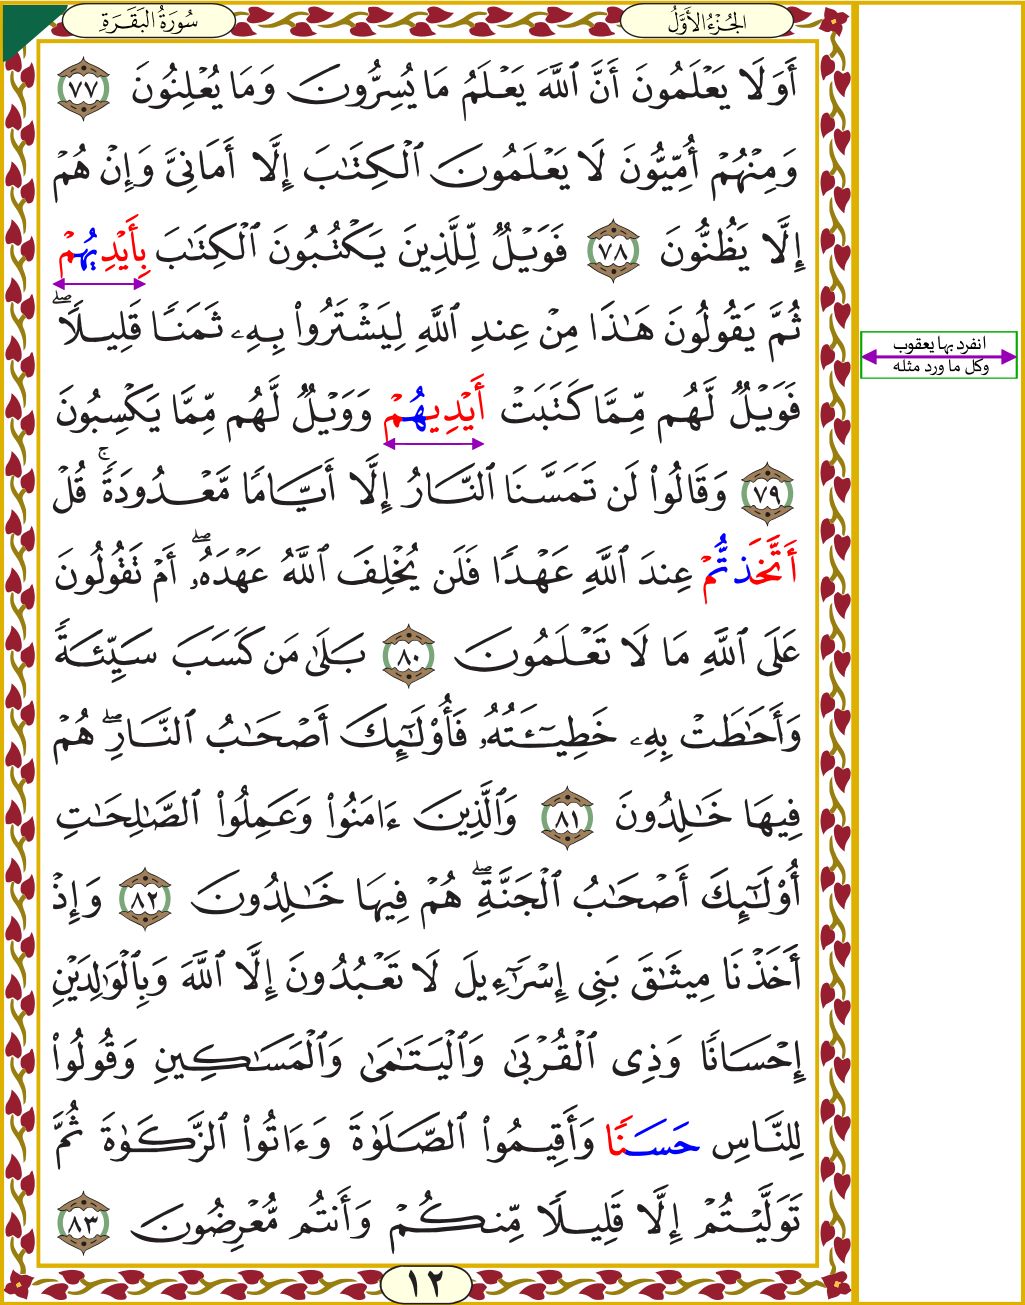 الجُزْءُ الأَوَّلُ
سُورَةُ البَقَرَةِ
أَوَلَا يَعۡلَمُونَ أَنَّ ٱللَّهَ يَعۡلَمُ مَا يُسِرُّونَ وَمَا يُعۡلِنُونَ ٧٧
وَمِنۡهُمۡ أُمِّيُّونَ لَا يَعۡلَمُونَ ٱلۡكِتَٰبَ إِلَّآ أَمَانِيَّ وَإِنۡ هُمۡ
إِلَّا يَظُنُّونَ ٧٨ فَوَيۡلٞ لِّلَّذِينَ يَكۡتُبُونَ ٱلۡكِتَٰبَ بِأَيۡدِيهُمۡ
ثُمَّ يَقُولُونَ هَٰذَا مِنۡ عِندِ ٱللَّهِ لِيَشۡتَرُواْ بِهِۦ ثَمَنٗا قَلِيلٗاۖ
فَوَيۡلٞ لَّهُم مِّمَّا كَتَبَتۡ أَيۡدِيهُمۡ وَوَيۡلٞ لَّهُم مِّمَّا يَكۡسِبُونَ
٧٩ وَقَالُواْ لَن تَمَسَّنَا ٱلنَّارُ إِلَّآ أَيَّامٗا مَّعۡدُودَةٗۚ قُلۡ
أَتَّخَذتُّمۡ عِندَ ٱللَّهِ عَهۡدٗا فَلَن يُخۡلِفَ ٱللَّهُ عَهۡدَهُۥۖ أَمۡ تَقُولُونَ
عَلَى ٱللَّهِ مَا لَا تَعۡلَمُونَ ٨٠ بَلَىٰ مَن كَسَبَ سَيِّئَةٗ
وَأَحَٰطَتۡ بِهِۦ خَطِيٓـَٔتُهُۥ فَأُوْلَٰٓئِكَ أَصۡحَٰبُ ٱلنَّارِۖ هُمۡ
فِيهَا خَٰلِدُونَ ٨١ وَٱلَّذِينَ ءَامَنُواْ وَعَمِلُواْ ٱلصَّٰلِحَٰتِ
أُوْلَٰٓئِكَ أَصۡحَٰبُ ٱلۡجَنَّةِۖ هُمۡ فِيهَا خَٰلِدُونَ ٨٢ وَإِذۡ
أَخَذۡنَا مِيثَٰقَ بَنِيٓ إِسۡرَٰٓءِيلَ لَا تَعۡبُدُونَ إِلَّا ٱللَّهَ وَبِٱلۡوَٰلِدَيۡنِ
إِحۡسَانٗا وَذِي ٱلۡقُرۡبَىٰ وَٱلۡيَتَٰمَىٰ وَٱلۡمَسَٰكِينِ وَقُولُواْ
لِلنَّاسِ حَسَنٗا وَأَقِيمُواْ ٱلصَّلَوٰةَ وَءَاتُواْ ٱلزَّكَوٰةَ ثُمَّ
تَوَلَّيۡتُمۡ إِلَّا قَلِيلٗا مِّنكُمۡ وَأَنتُم مُّعۡرِضُونَ ٨٣
انفرد بها يعقوب
وكل ما ورد مثله
١٢